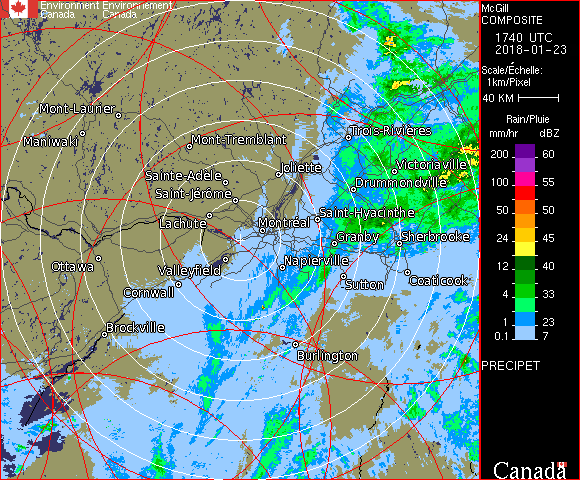 Environment Environnement
Canada Canada
McGill
COMPOSITE
1740 UTC
2018-01-23
Scale/Échelle:
1km/Pixel
40 KM
Rain/Pluie
mm/hr dBZ
200 60
100 55
50 50
24 45
12 40
4 33
1 23
0.1 7
PRECIPET
Canada
Mont-Laurier
Maniwaki
Mont-Tremblant
Trois-Rivières
Sainte-Adèle
Joliette
Victoriaville
Saint-Jérôme
Drummondville
Lachute
Montréal
Saint-Hyacinthe
Granby
Sherbrooke
Ottawa
Valleyfield
Napierville
Cornwall
Sutton
Coaticook
Brockville
Burlington